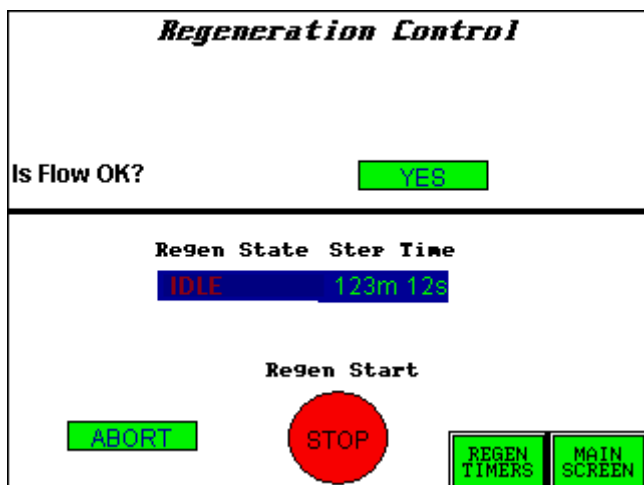 Regeneration Control
Is Flow OK?
YES
Regen State Step Time
IDLE 123m 12s
Regen Start
ABORT
STOP
REGEN
TIMERS
MAIN
SCREEN